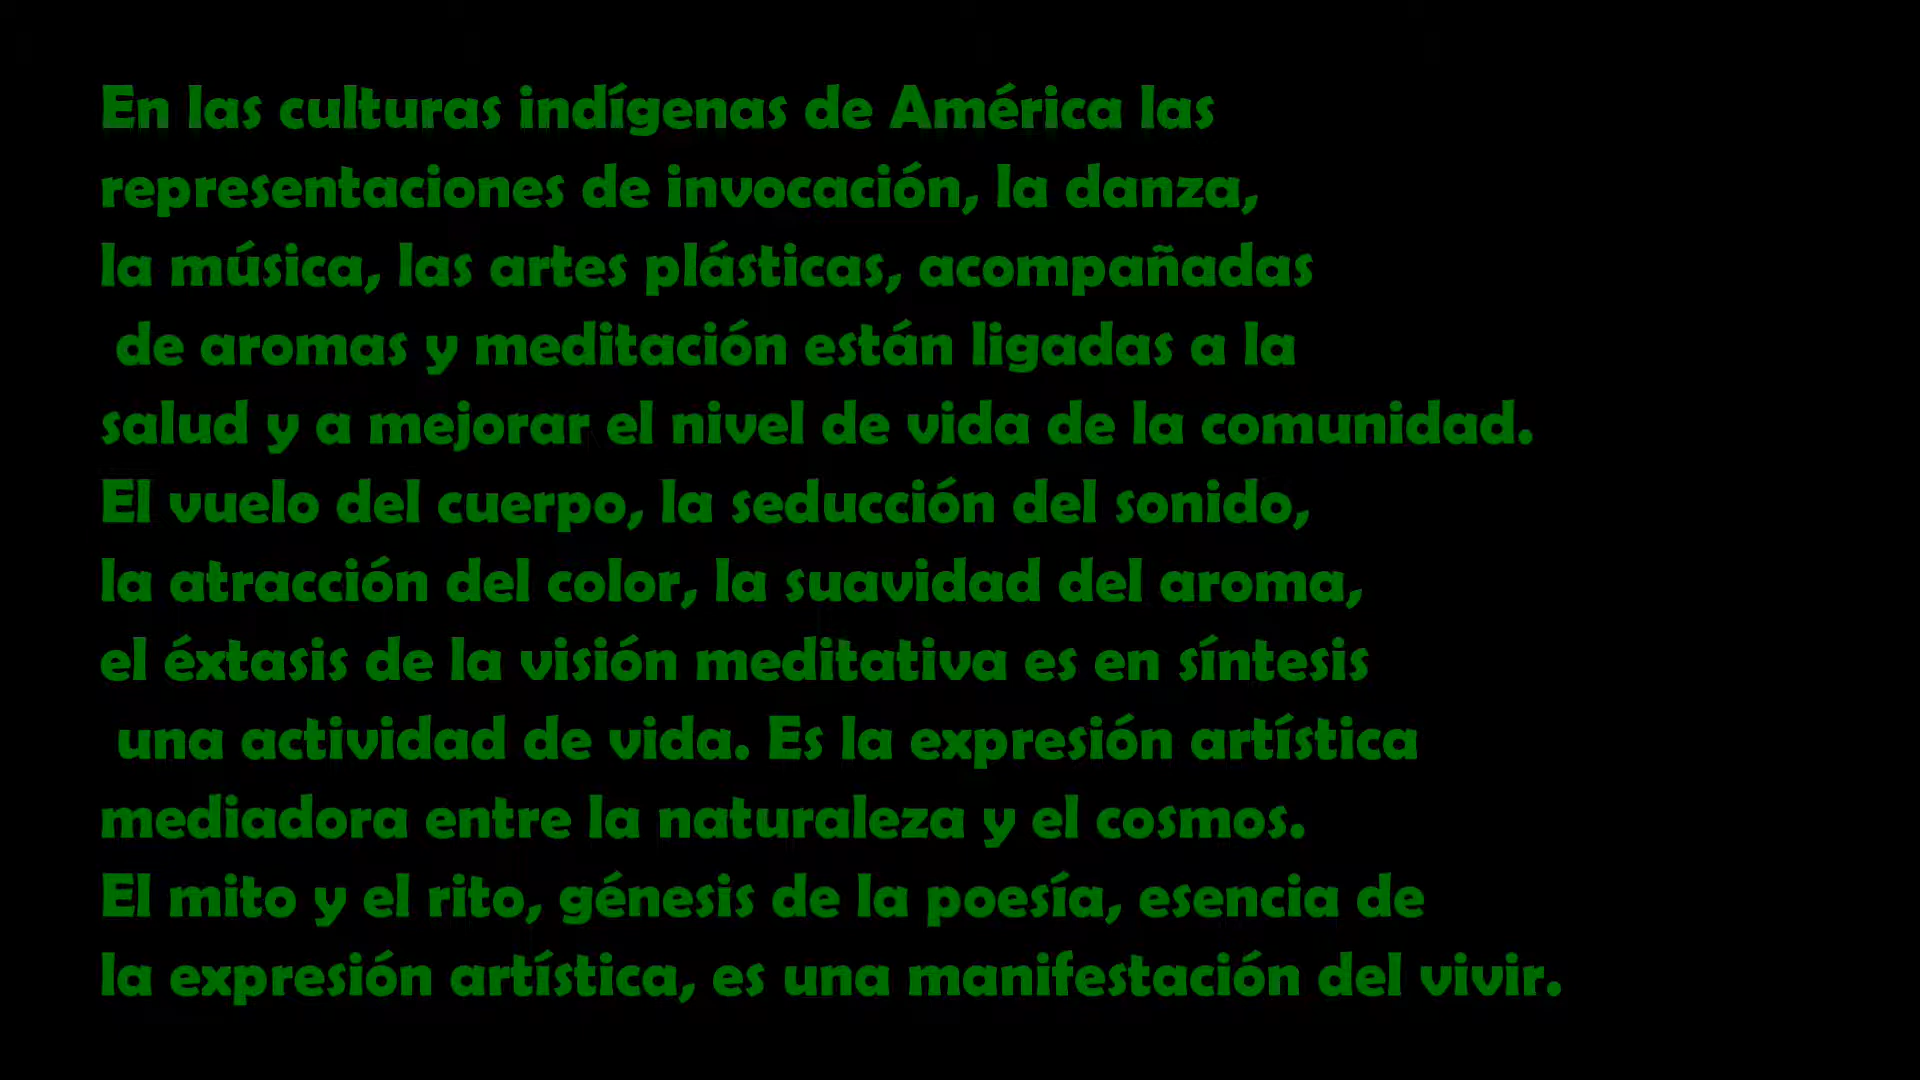 En las culturas indígenas de América las
representaciones de invocación, la danza,
la música, las artes plásticas, acompañadas
de aromas y meditación están ligadas a la
salud y a mejorar el nivel de vida de la comunidad.
El vuelo del cuerpo, la seducción del sonido,
la atracción del color, la suavidad del aroma,
el éxtasis de la visión meditativa es en síntesis
una actividad de vida. Es la expresión artística
mediadora entre la naturaleza y el cosmos.
El mito y el rito, génesis de la poesía, esencia de
la expresión artística, es una manifestación del vivir.